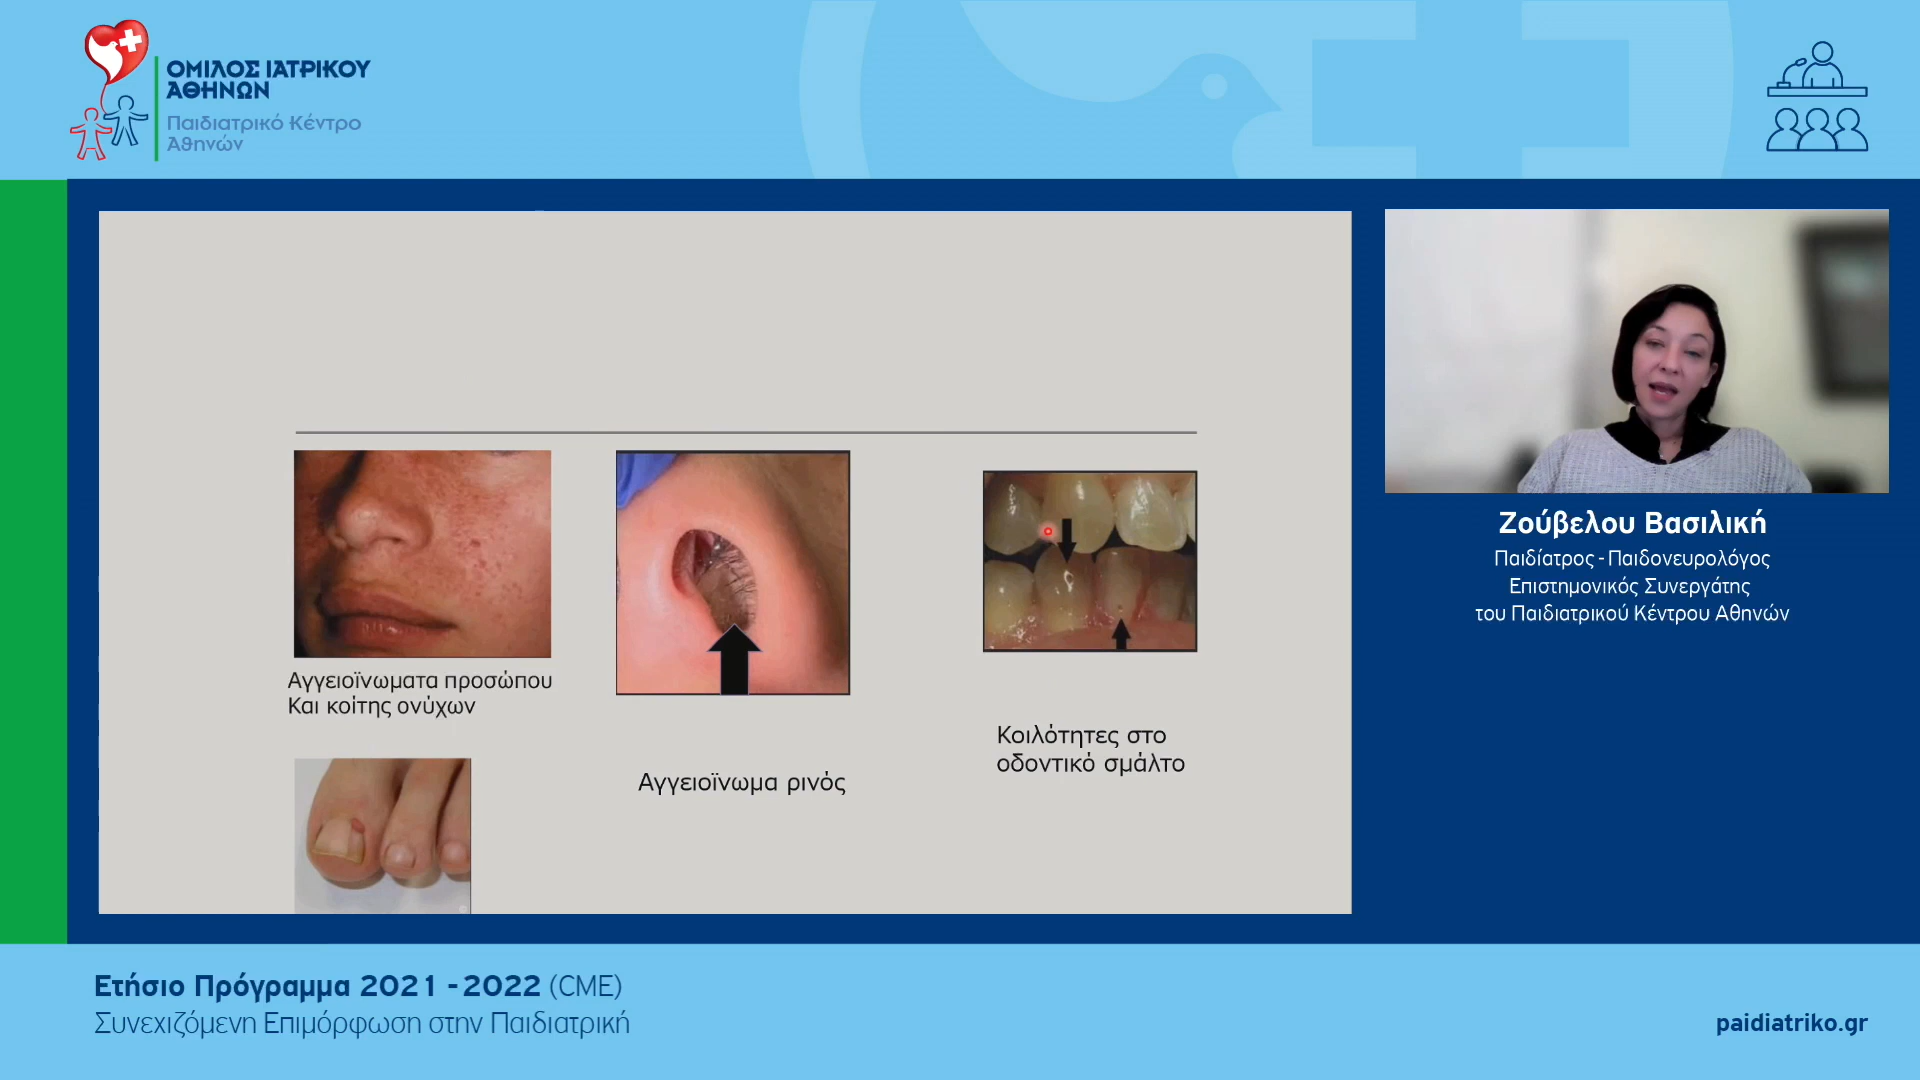 ΟΜΙΛΟΣ ΙΑΤΡΙΚΟΥ
ΑΘΗΝΩΝ
Παιδιατρικό Κέντρο
Αθηνών
Αγγειοϊνωματα προσώπου
Και κοίτης ονύχων
Αγγειοϊνωμα ρινός
Κοιλότητες στο
οδοντικό σμάλτο
Ζούβελου Βασιλική
Παιδίατρος - Παιδονευρολόγος
Επιστημονικός Συνεργάτης
του Παιδιατρικού Κέντρου Αθηνών
Ετήσιο Πρόγραμμα 2021 - 2022 (CME)
Συνεχιζόμενη Επιμόρφωση στην Παιδιατρική
paidiatriko.gr